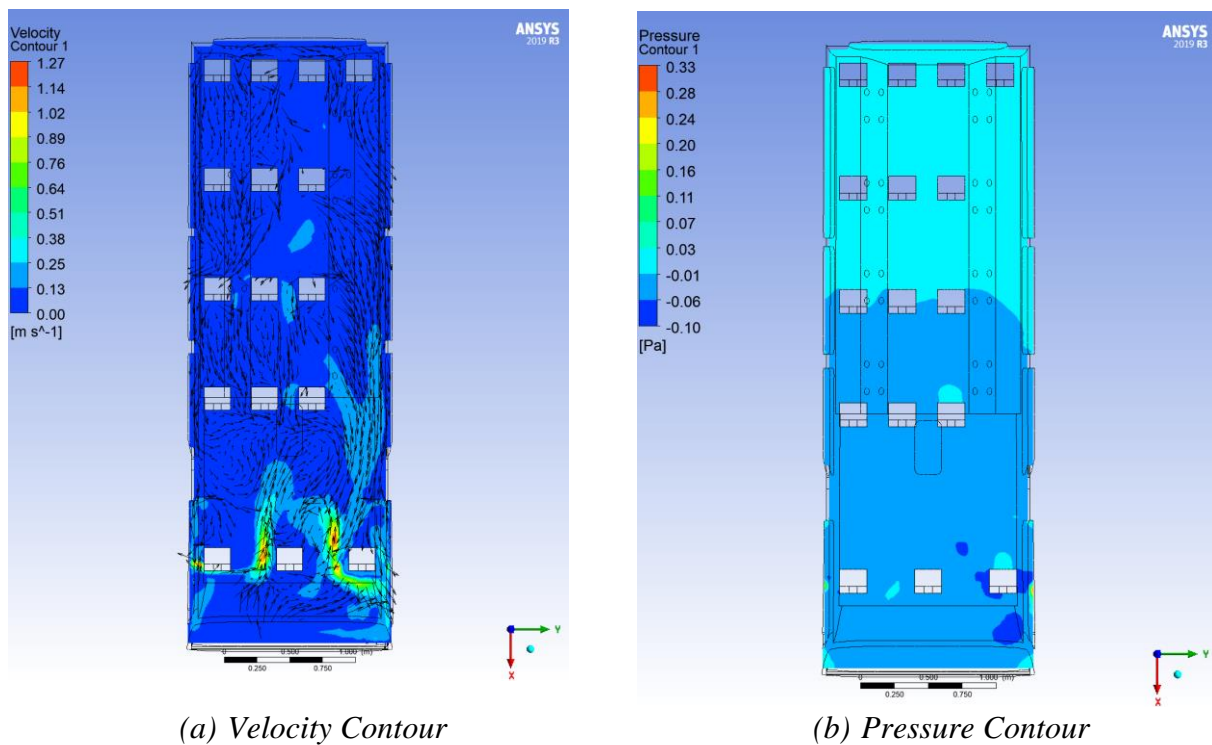 Velocity
Contour 1
1.27
1.14
1.02
0.89
0.76
0.64
0.51
0.38
0.25
0.13
0.00
[m s^-1]
ANSYS
2019 R3
0 0.500 1.000 (m)
0.250 0.750
Y
X
(a) Velocity Contour
Pressure
Contour 1
0.33
0.28
0.24
0.20
0.16
0.11
0.07
0.03
-0.01
-0.06
-0.10
[Pa]
ANSYS
2019 R3
0 0.500 1.000 (m)
0.250 0.750
Y
X
(b) Pressure Contour